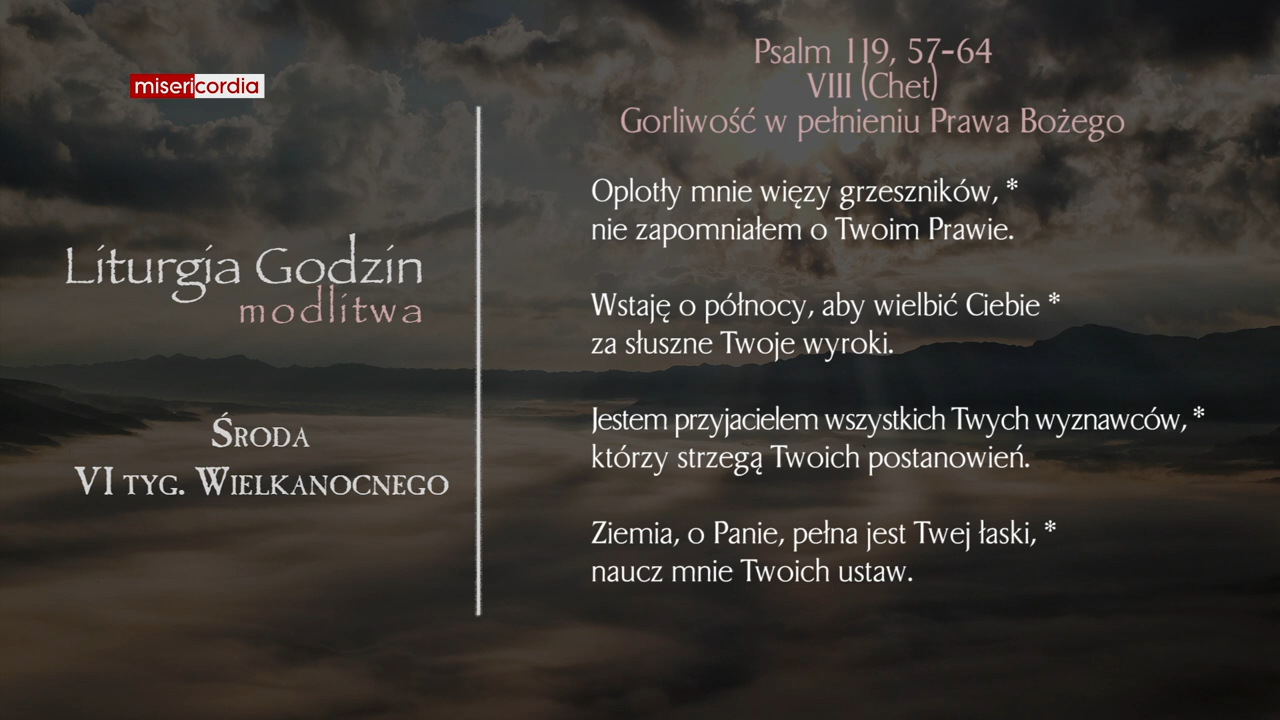 misericordia
Liturgia Godzin
modlitwa
Środa
VI tyg. Wielkanocnego
Psalm 119, 57-64
VIII (Chet)
Gorliwość w pełnieniu Prawa Bożego
Oplotły mnie więzy grzeszników, *
nie zapomniałem o Twoim Prawie.
Wstaję o północy, aby wielbić Ciebie *
za słuszne Twoje wyroki.
Jestem przyjacielem wszystkich Twych wyznawców, *
którzy strzegą Twoich postanowień.
Ziemia, o Panie, pełna jest Twej łaski, *
naucz mnie Twoich ustaw.